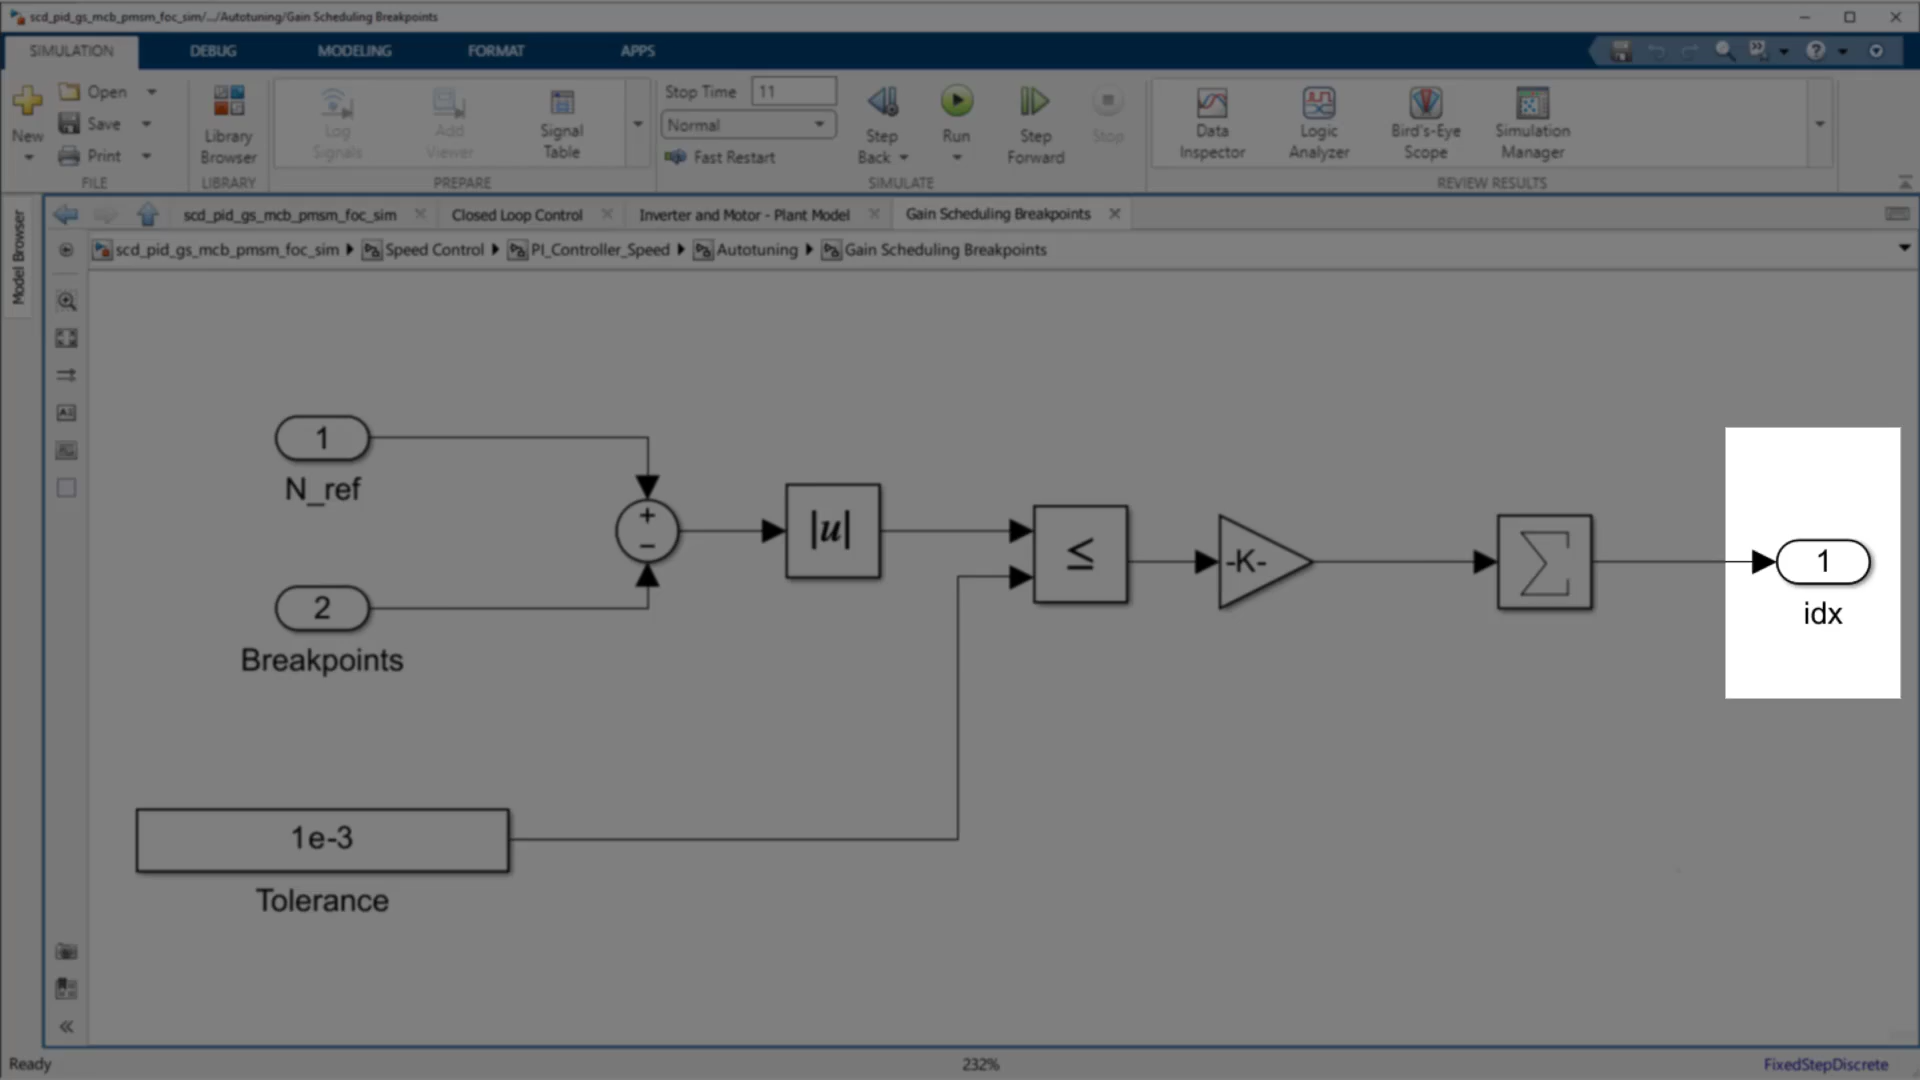 scd_pid_gs_mcb_pmsm_foc_sim/.../Autotuning/Gain Scheduling Breakpoints
SIMULATION DEBUG MODELING FORMAT APPS
New
Open
Save
Print
FILE
Library Browser
LIBRARY
Log Signals
Add Viewer
Signal Table
PREPARE
Stop Time 11
Normal
Fast Restart
Step Back
Run
Step Forward
Stop
SIMULATE
Data Inspector
Logic Analyzer
Bird's-Eye Scope
Simulation Manager
REVIEW RESULTS
Model Browser
scd_pid_gs_mcb_pmsm_foc_sim Closed Loop Control Inverter and Motor - Plant Model Gain Scheduling Breakpoints
scd_pid_gs_mcb_pmsm_foc_sim Speed Control PI_Controller_Speed Autotuning Gain Scheduling Breakpoints
1
N_ref
2
Breakpoints
+
−
|u|
≤
-K-
∑
1
idx
1e-3
Tolerance
Ready 232% FixedStepDiscrete